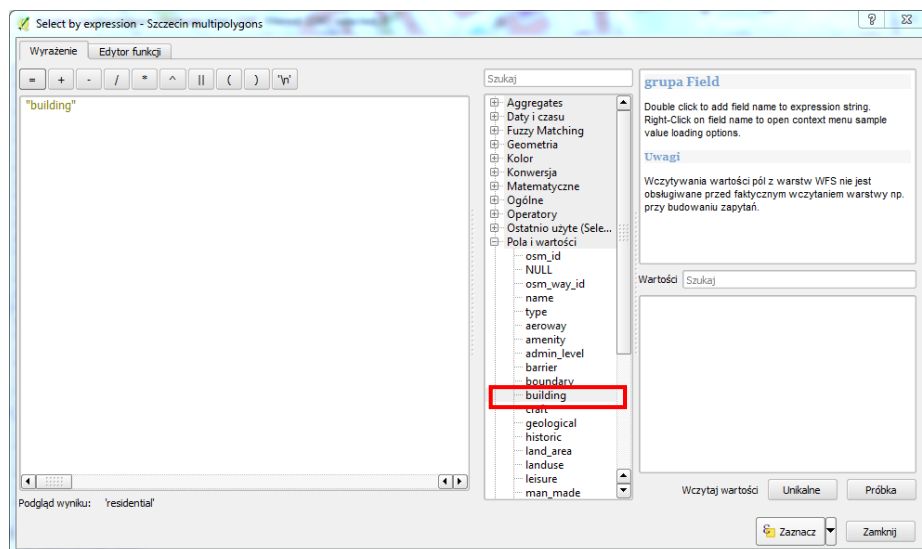 Select by expression - Szczecin multipolygons
Wyrażenie
Edytor funkcji
= + - / * ^ || ( ) '\n'
"building"
Podgląd wyniku: 'residential'
Szukaj
Aggregates
Daty i czasu
Fuzzy Matching
Geometria
Kolor
Konwersja
Matematyczne
Ogólne
Operatory
Ostatnio użyte (Sele...
Pola i wartości
osm_id
NULL
osm_way_id
name
type
aeroway
amenity
admin_level
barrier
boundary
building
craft
geological
historic
land_area
landuse
leisure
man_made
grupa Field
Double click to add field name to expression string.
Right-Click on field name to open context menu sample
value loading options.
Uwagi
Wczytywania wartości pól z warstw WFS nie jest
obsługiwane przed faktycznym wczytaniem warstwy np.
przy budowaniu zapytań.
Wartości Szukaj
Wczytaj wartości Unikalne Próbka
Zaznacz Zamknij